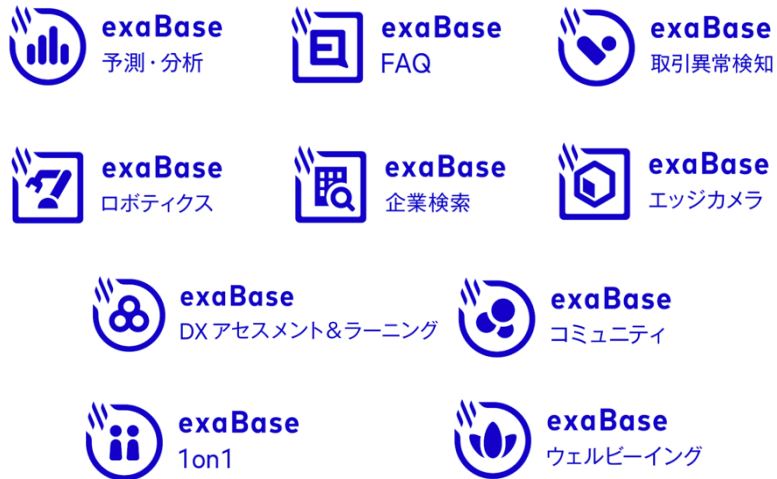 exaBase
予測・分析
exaBase
FAQ
exaBase
取引異常検知
exaBase
ロボティクス
exaBase
企業検索
exaBase
エッジカメラ
exaBase
DXアセスメント&ラーニング
exaBase
コミュニティ
exaBase
1on1
exaBase
ウェルビーイング